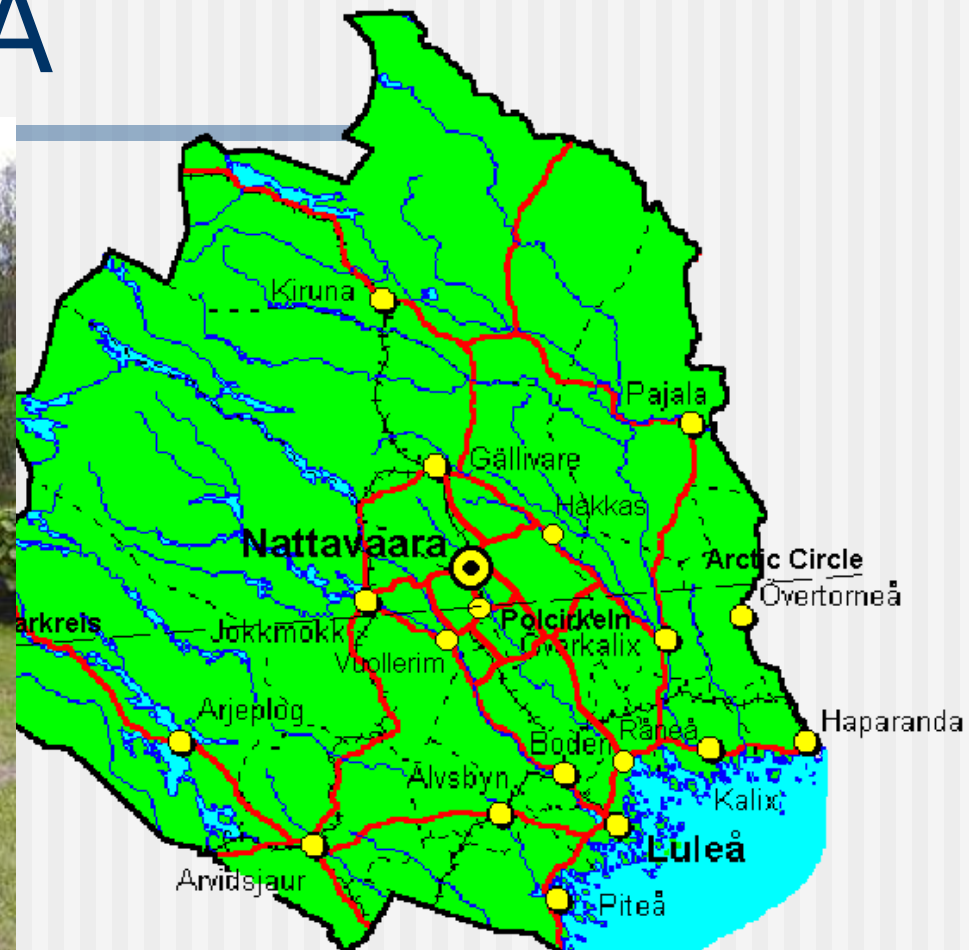 A
Kiruna
Pajala
Gällivare
Hakkas
Nattavaara
Arctic Circle
Övertorneå
Polcirkeln
arkreis
Jokkmokk
Överkalix
Vuollerim
Arjeplog
Haparanda
Råneå
Boden
Älvsbyn
Kalix
Luleå
Arvidsjaur
Piteå